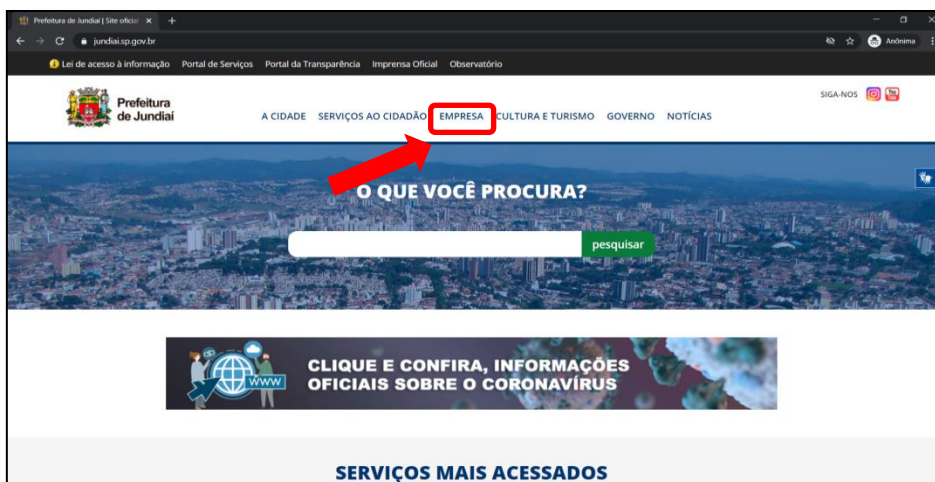 Prefeitura de Jundiaí | Site oficial
jundiai.sp.gov.br
Anônima
Lei de acesso à informação Portal de Serviços Portal da Transparência Imprensa Oficial Observatório
SIGA-NOS
You Tube
Prefeitura
de Jundiaí
A CIDADE SERVIÇOS AO CIDADÃO EMPRESA CULTURA E TURISMO GOVERNO NOTÍCIAS
O QUE VOCÊ PROCURA?
pesquisar
CLIQUE E CONFIRA, INFORMAÇÕES
OFICIAIS SOBRE O CORONAVÍRUS
WWW
SERVIÇOS MAIS ACESSADOS